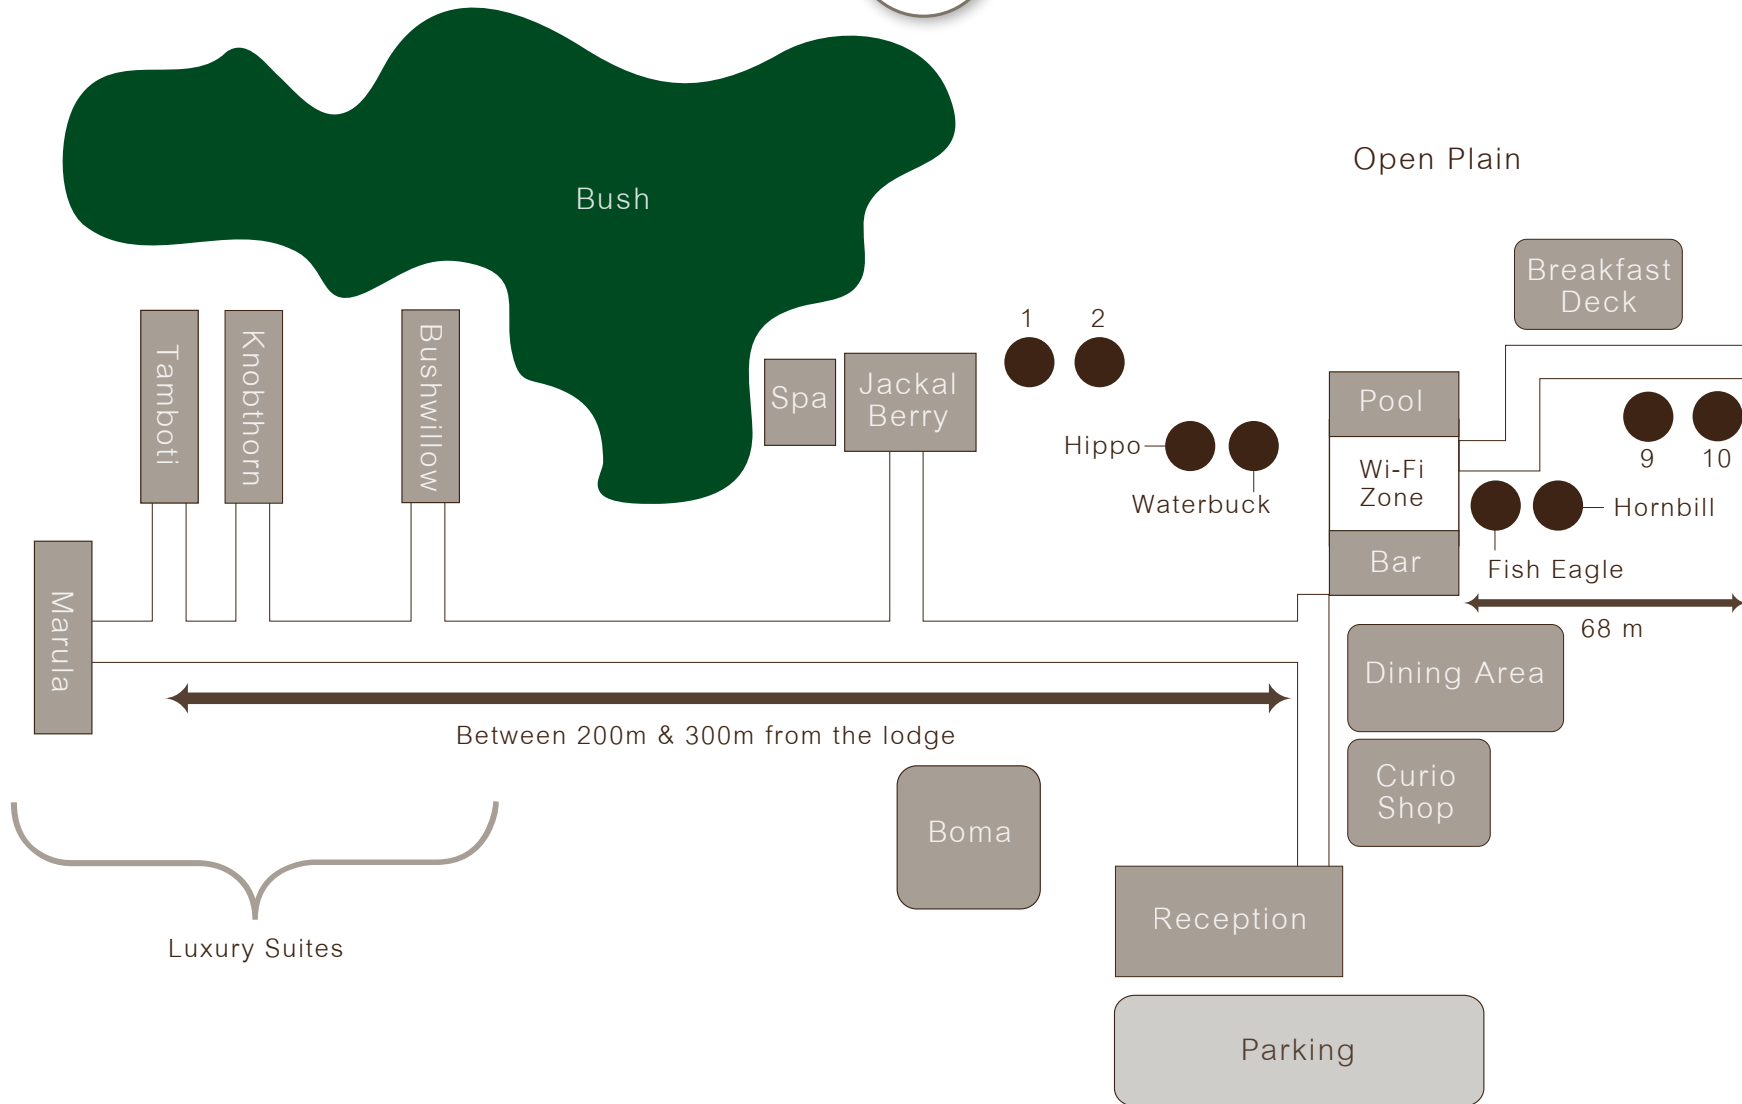 Open Plain
Bush
Breakfast
Deck
1
2
Tamboti
Knobthorn
Bushwillow
Spa
Jackal
Berry
Pool
Hippo
Waterbuck
Wi-Fi
Zone
9
10
Hornbill
Bar
Fish Eagle
68 m
Marula
Dining Area
Between 200m & 300m from the lodge
Curio
Shop
Boma
Reception
Luxury Suites
Parking